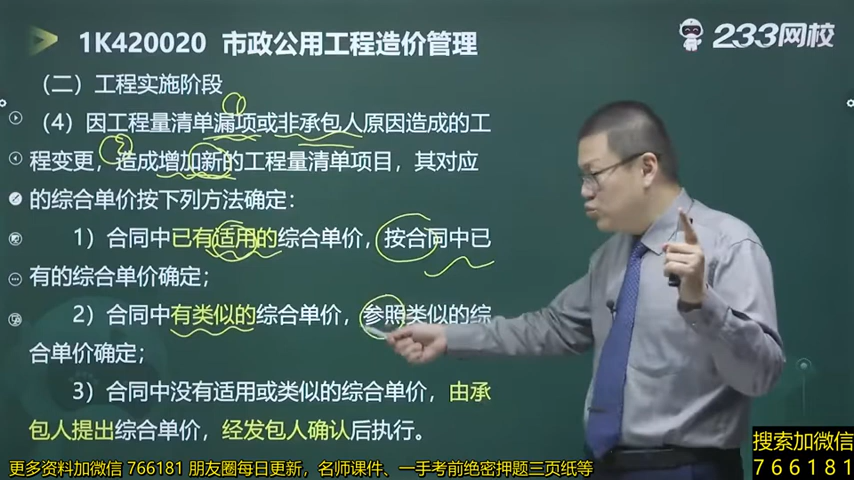 1K420020 市政公用工程造价管理
233网校
（二）工程实施阶段
①
（4）因工程量清单漏项或非承包人原因造成的工
②
程变更，造成增加新的工程量清单项目，其对应
的综合单价按下列方法确定：
1）合同中已有适用的综合单价，按合同中已
有的综合单价确定；
2）合同中有类似的综合单价，参照类似的综
合单价确定；
3）合同中没有适用或类似的综合单价，由承
包人提出综合单价，经发包人确认后执行。
搜索加微信
766181
更多资料加微信 766181 朋友圈每日更新，名师课件、一手考前绝密押题三页纸等